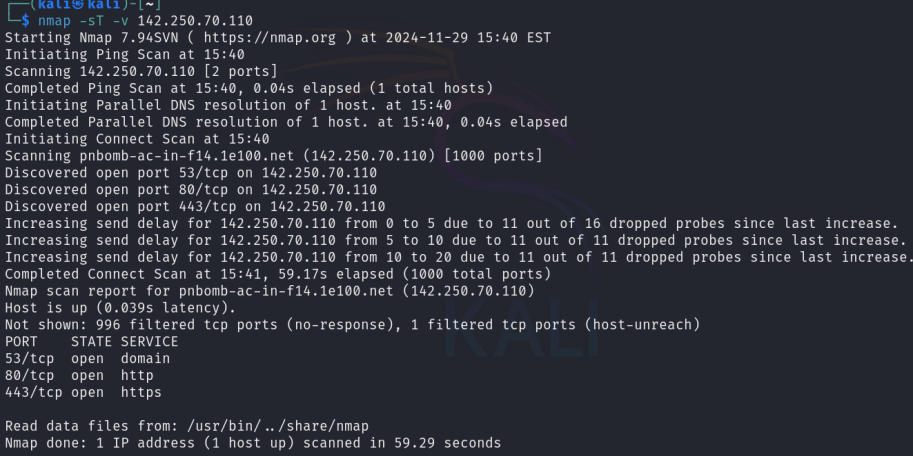 ┌──(kali㉿kali)-[~]
└─$ nmap -sT -v 142.250.70.110
Starting Nmap 7.94SVN ( https://nmap.org ) at 2024-11-29 15:40 EST
Initiating Ping Scan at 15:40
Scanning 142.250.70.110 [2 ports]
Completed Ping Scan at 15:40, 0.04s elapsed (1 total hosts)
Initiating Parallel DNS resolution of 1 host. at 15:40
Completed Parallel DNS resolution of 1 host. at 15:40, 0.04s elapsed
Initiating Connect Scan at 15:40
Scanning pnbomb-ac-in-f14.1e100.net (142.250.70.110) [1000 ports]
Discovered open port 53/tcp on 142.250.70.110
Discovered open port 80/tcp on 142.250.70.110
Discovered open port 443/tcp on 142.250.70.110
Increasing send delay for 142.250.70.110 from 0 to 5 due to 11 out of 16 dropped probes since last increase.
Increasing send delay for 142.250.70.110 from 5 to 10 due to 11 out of 11 dropped probes since last increase.
Increasing send delay for 142.250.70.110 from 10 to 20 due to 11 out of 11 dropped probes since last increase.
Completed Connect Scan at 15:41, 59.17s elapsed (1000 total ports)
Nmap scan report for pnbomb-ac-in-f14.1e100.net (142.250.70.110)
Host is up (0.039s latency).
Not shown: 996 filtered tcp ports (no-response), 1 filtered tcp ports (host-unreach)
PORT    STATE SERVICE
53/tcp  open  domain
80/tcp  open  http
443/tcp open  https
KALI
Read data files from: /usr/bin/../share/nmap
Nmap done: 1 IP address (1 host up) scanned in 59.29 seconds